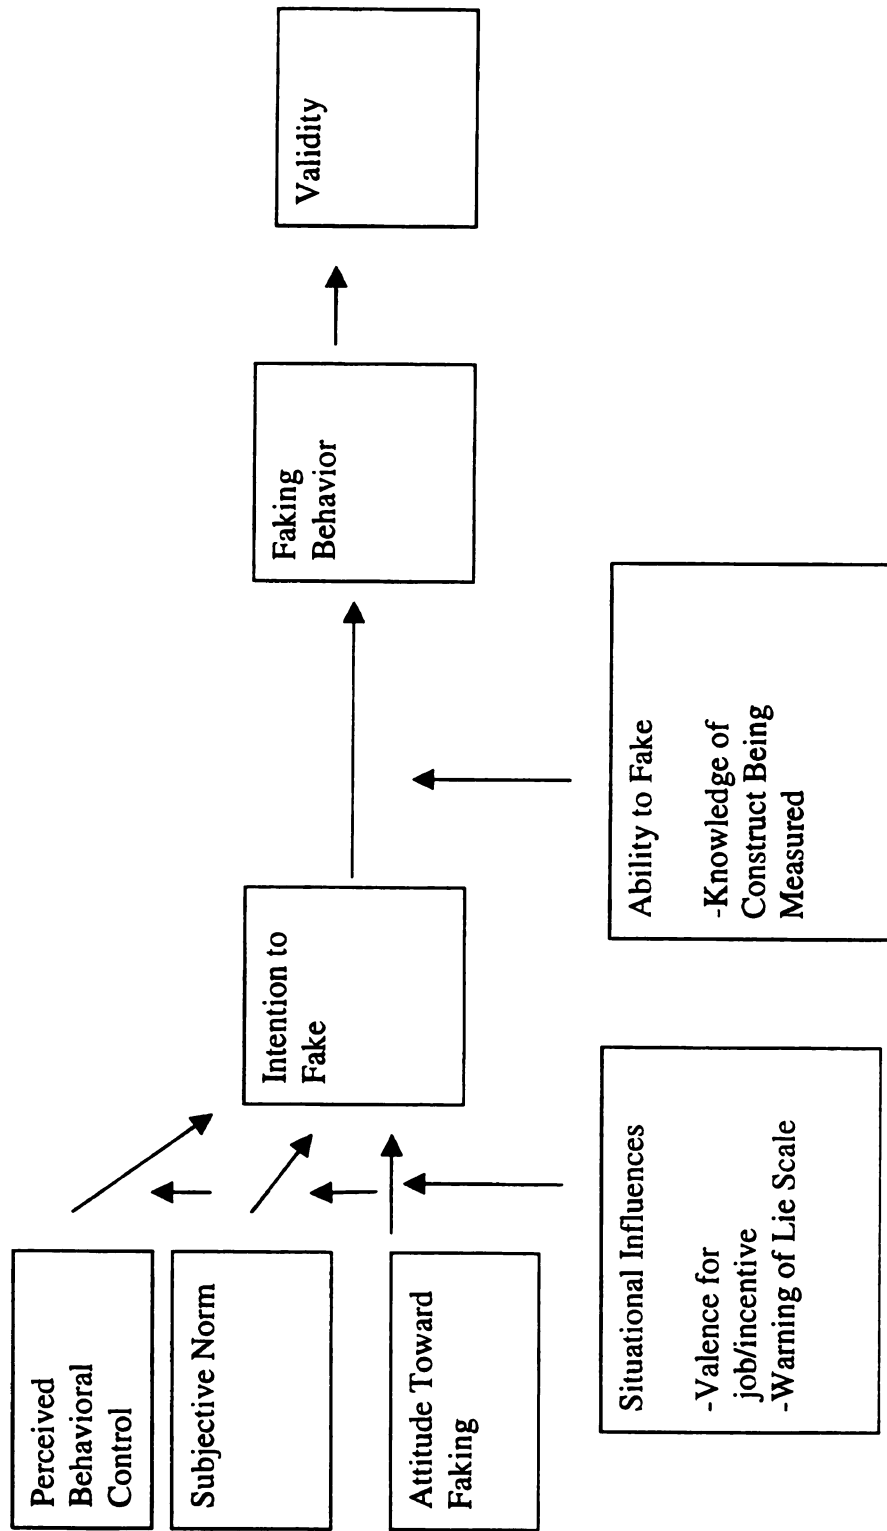 Perceived
Behavioral
Control
Subjective Norm
Attitude Toward
Faking
Situational Influences
-Valence for
job/incentive
-Warning of Lie Scale
Intention to
Fake
Ability to Fake
-Knowledge of
Construct Being
Measured
Faking
Behavior
Validity